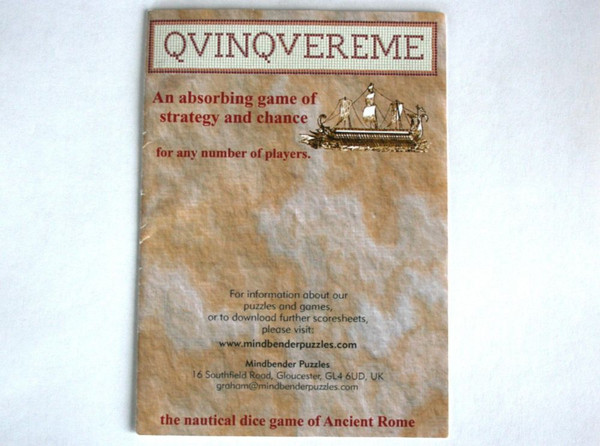 QVINQVEREME
An absorbing game of
strategy and chance
for any number of players.
For information about our
puzzles and games,
or to download further scoresheets,
please visit:
www.mindbenderpuzzles.com
Mindbender Puzzles
16 Southfield Road, Gloucester, GL4 6UD, UK
graham@mindbenderpuzzles.com
the nautical dice game of Ancient Rome